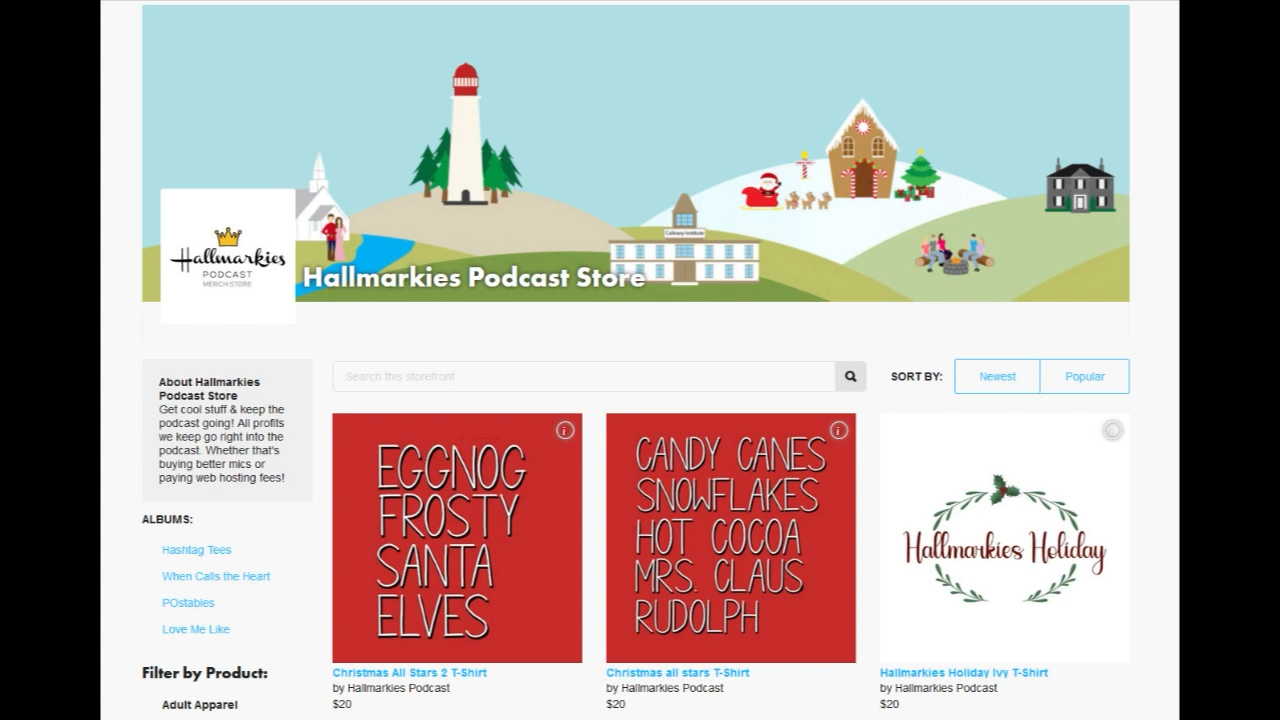 Culinary Institute
Hallmarkies
PODCAST
MERCH STORE
Hallmarkies Podcast Store
About Hallmarkies
Podcast Store
Get cool stuff & keep the
podcast going! All profits
we keep go right into the
podcast. Whether that's
buying better mics or
paying web hosting fees!
Search this storefront
SORT BY:
Newest
Popular
ALBUMS:
Hashtag Tees
When Calls the Heart
POstables
Love Me Like
Filter by Product:
Adult Apparel
EGGNOG
FROSTY
SANTA
ELVES
Christmas All Stars 2 T-Shirt
by Hallmarkies Podcast
$20
CANDY CANES
SNOWFLAKES
HOT COCOA
MRS. CLAUS
RUDOLPH
Christmas all stars T-Shirt
by Hallmarkies Podcast
$20
Hallmarkies Holiday
Hallmarkies Holiday Ivy T-Shirt
by Hallmarkies Podcast
$20